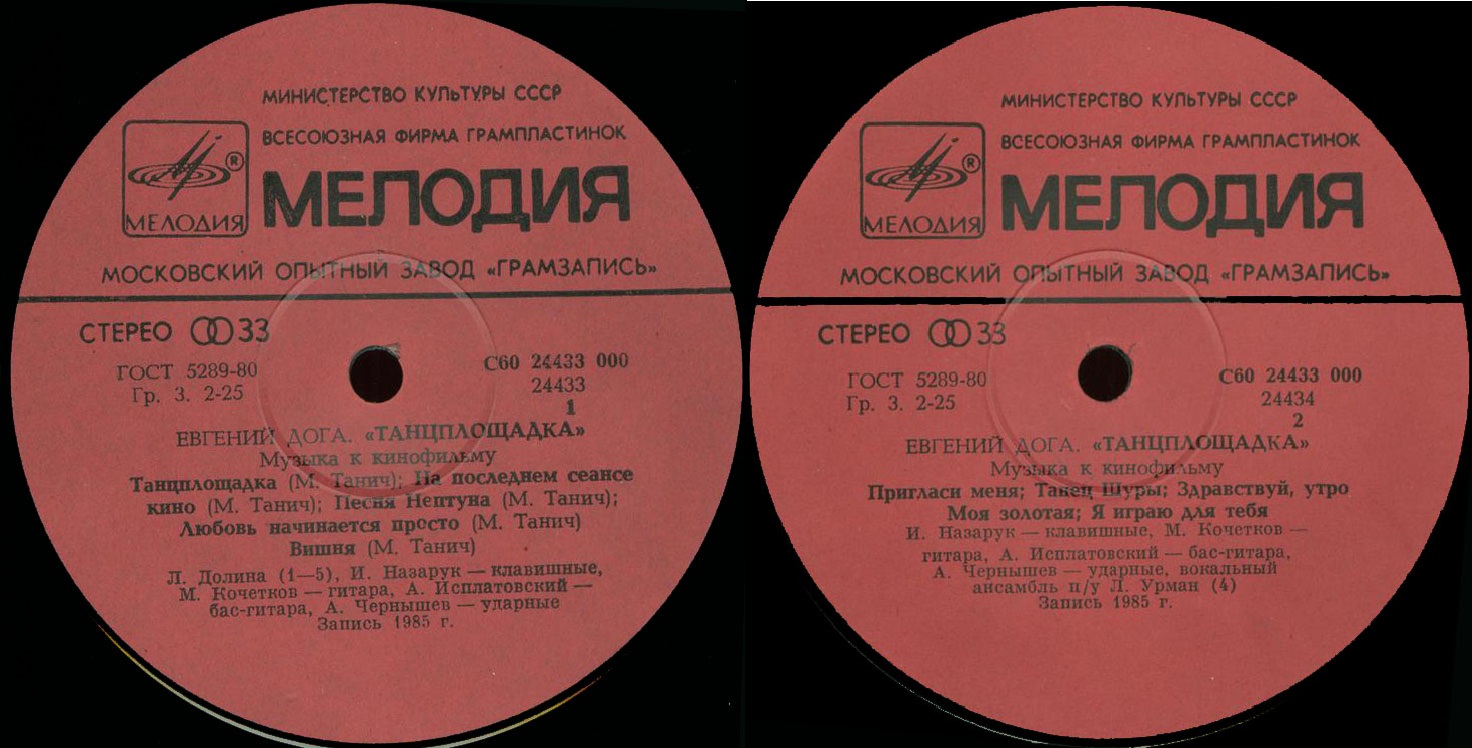 МИНИСТЕРСТВО КУЛЬТУРЫ СССР
ВСЕСОЮЗНАЯ ФИРМА ГРАМПЛАСТИНОК
®
МЕЛОДИЯ
МЕЛОДИЯ
МОСКОВСКИЙ ОПЫТНЫЙ ЗАВОД «ГРАМЗАПИСЬ»
СТЕРЕО 33
ГОСТ 5289-80
Гр. 3. 2-25
С60 24433 000
24433
1
ЕВГЕНИЙ ДОГА. «ТАНЦПЛОЩАДКА»
Музыка к кинофильму
Танцплощадка (М. Танич); На последнем сеансе
кино (М. Танич); Песня Нептуна (М. Танич);
Любовь начинается просто (М. Танич)
Вишня (М. Танич)
Л. Долина (1—5), И. Назарук — клавишные,
М. Кочетков — гитара, А. Исплатовский —
бас-гитара, А. Чернышев — ударные
Запись 1985 г.
МИНИСТЕРСТВО КУЛЬТУРЫ СССР
ВСЕСОЮЗНАЯ ФИРМА ГРАМПЛАСТИНОК
®
МЕЛОДИЯ
МЕЛОДИЯ
МОСКОВСКИЙ ОПЫТНЫЙ ЗАВОД «ГРАМЗАПИСЬ»
СТЕРЕО 33
ГОСТ 5289-80
Гр. 3. 2-25
С60 24433 000
24434
2
ЕВГЕНИЙ ДОГА. «ТАНЦПЛОЩАДКА»
Музыка к кинофильму
Пригласи меня; Танец Шуры; Здравствуй, утро
Моя золотая; Я играю для тебя
И. Назарук — клавишные, М. Кочетков —
гитара, А. Исплатовский — бас-гитара,
А. Чернышев — ударные, вокальный
ансамбль п/у Л. Урман (4)
Запись 1985 г.